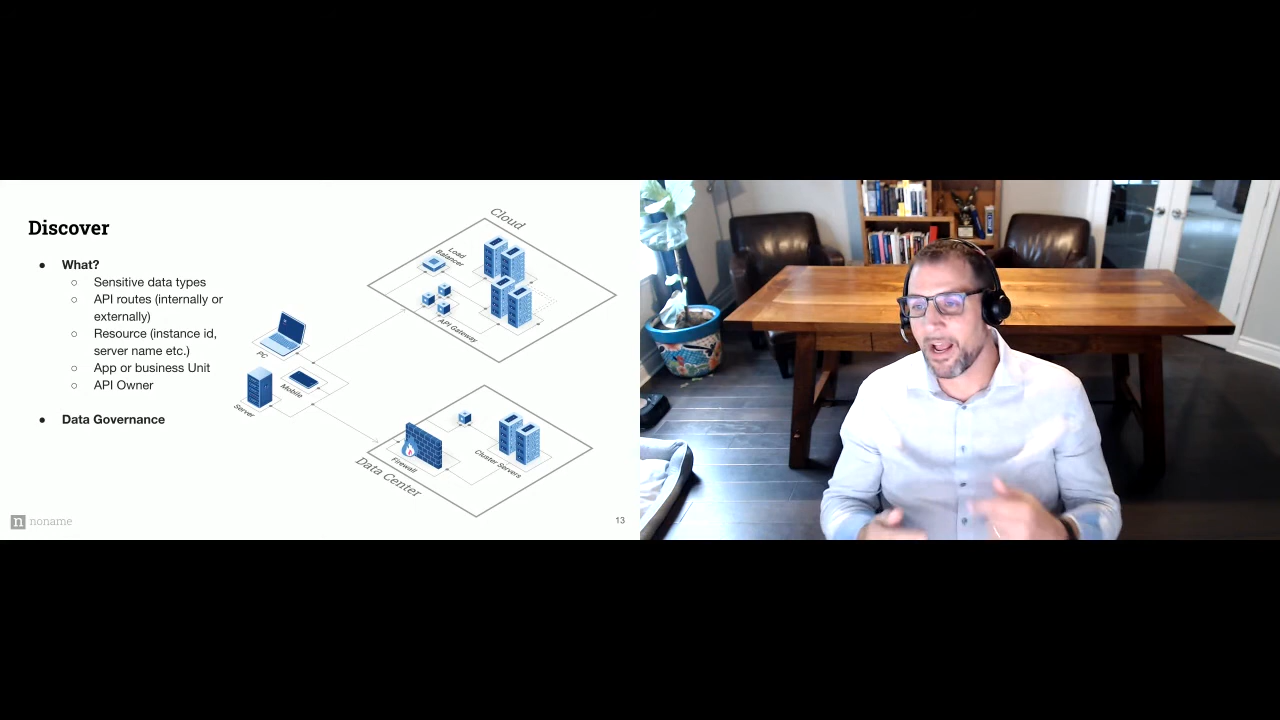 Discover
● What?
○ Sensitive data types
○ API routes (internally or
externally)
○ Resource (instance id,
server name etc.)
○ App or business Unit
○ API Owner
● Data Governance
Cloud
Load
Balancer
API Gateway
PC
Mobile
Server
Firewall
Cluster Servers
Data Center
n noname
13